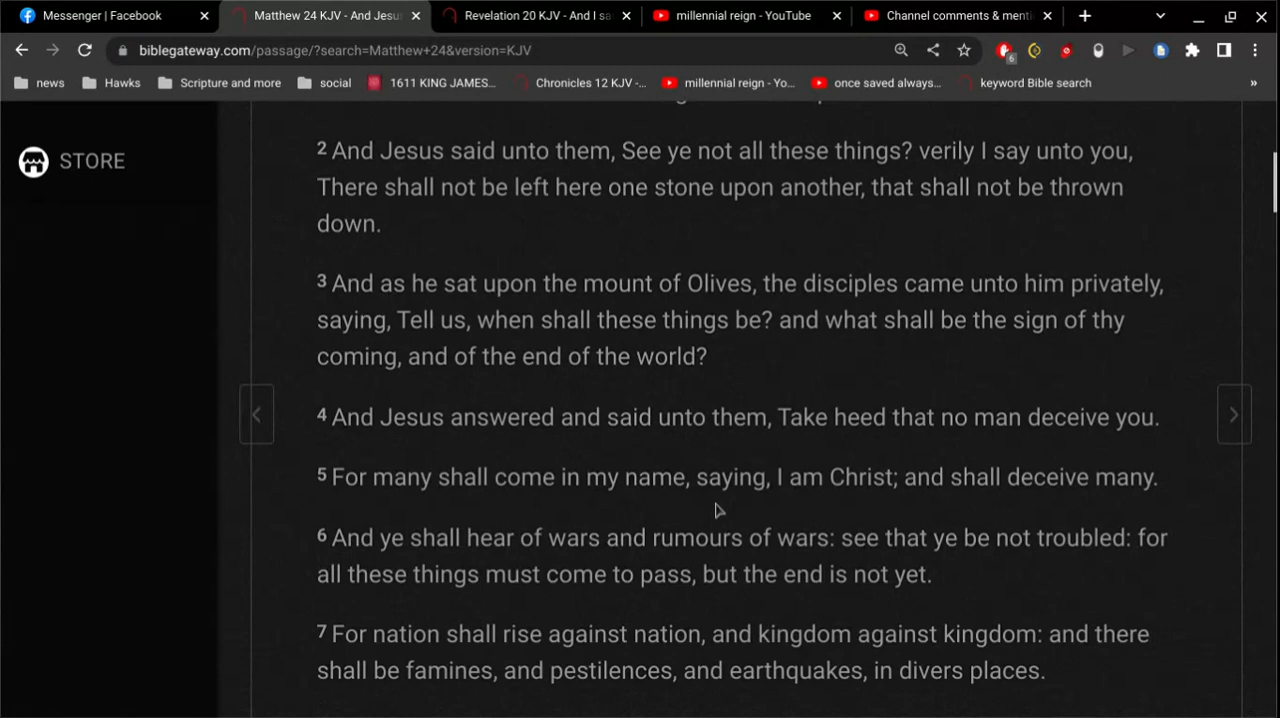 Messenger | Facebook
Matthew 24 KJV - And Jesu
Revelation 20 KJV - And I sa
millennial reign - YouTube
Channel comments & menti
biblegateway.com/passage/?search=Matthew+24&version=KJV
6
news
Hawks
Scripture and more
social
1611 KING JAMES...
Chronicles 12 KJV -...
millennial reign - Yo...
once saved always...
keyword Bible search
»
STORE
2 And Jesus said unto them, See ye not all these things? verily I say unto you,
There shall not be left here one stone upon another, that shall not be thrown
down.
3 And as he sat upon the mount of Olives, the disciples came unto him privately,
saying, Tell us, when shall these things be? and what shall be the sign of thy
coming, and of the end of the world?
4 And Jesus answered and said unto them, Take heed that no man deceive you.
5 For many shall come in my name, saying, I am Christ; and shall deceive many.
6 And ye shall hear of wars and rumours of wars: see that ye be not troubled: for
all these things must come to pass, but the end is not yet.
7 For nation shall rise against nation, and kingdom against kingdom: and there
shall be famines, and pestilences, and earthquakes, in divers places.